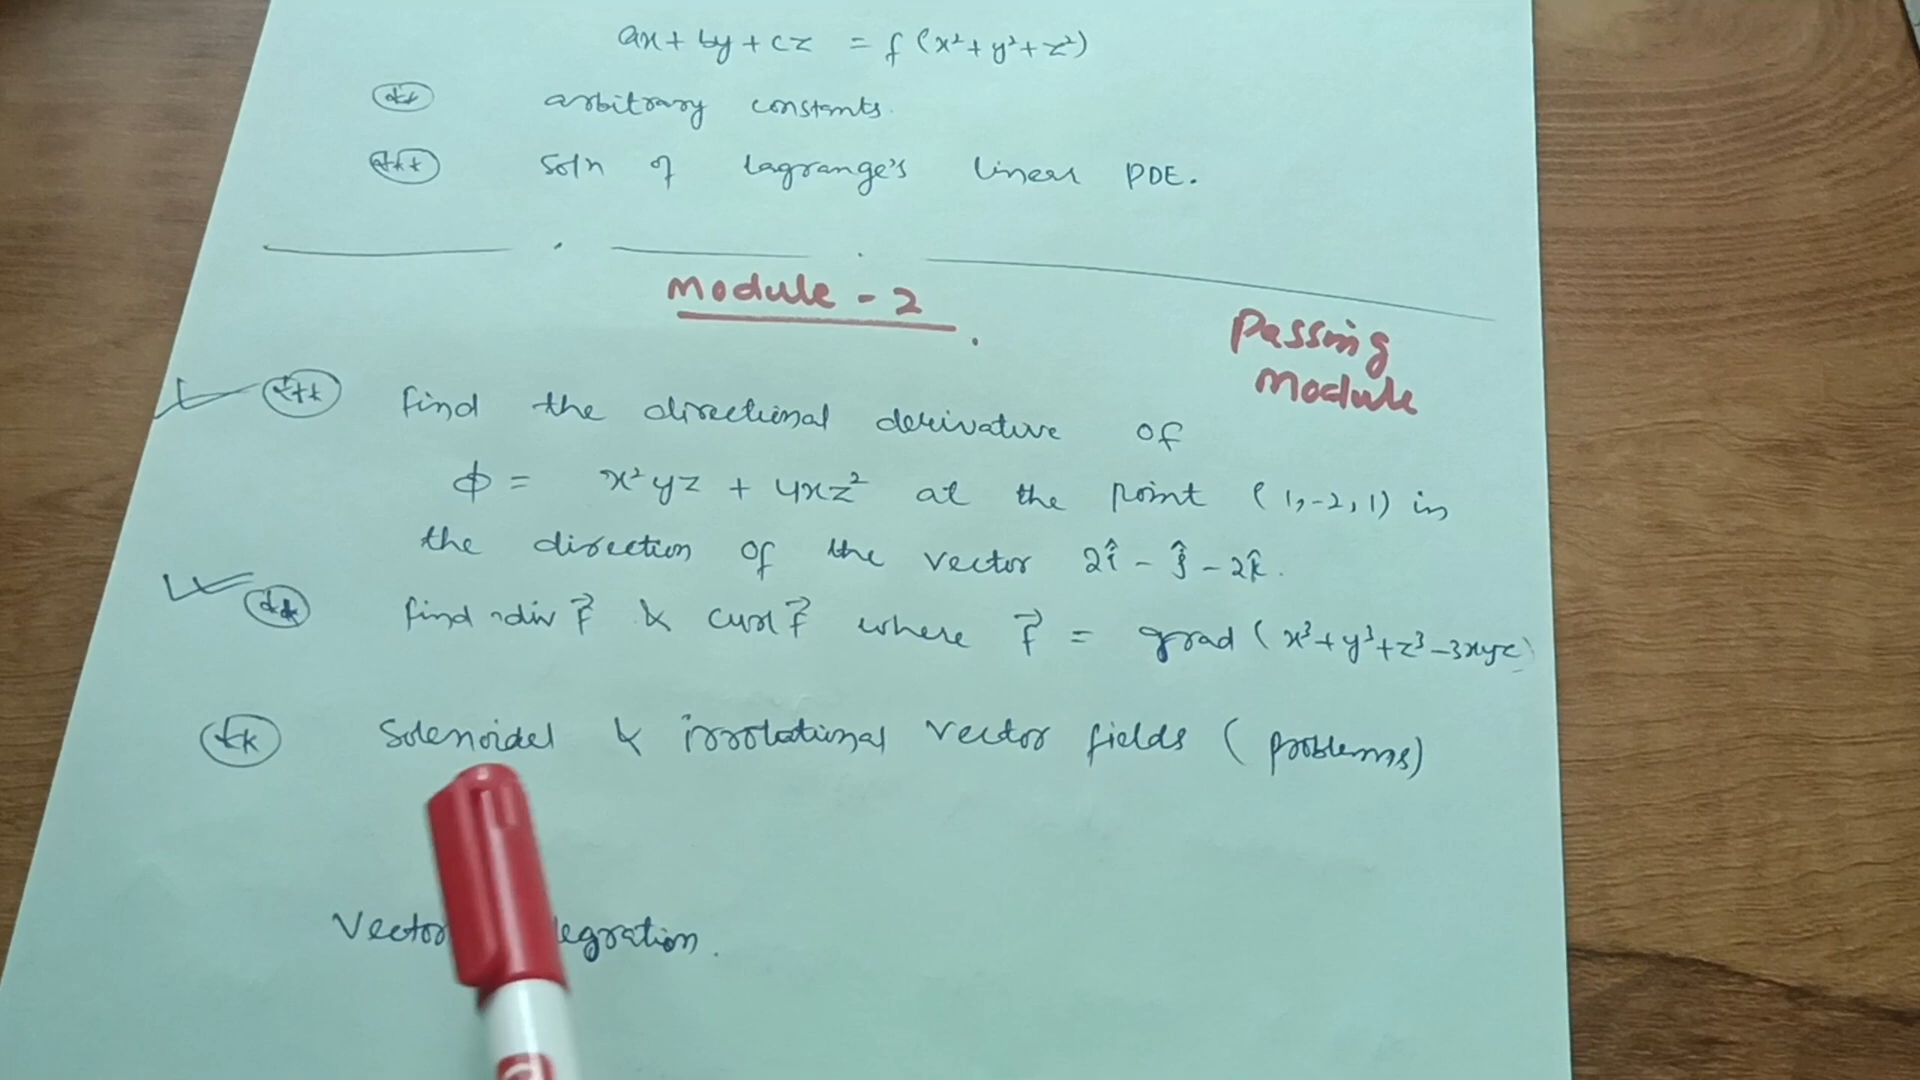 ax + by + cz = f (x² + y² + z²)
** arbitrary constants.
*** Soln of lagrange's linear PDE.
Module - 2
Passing
Module
*** find the directional derivative of
ϕ = x²yz + 4xz² at the point (1,-2,1) in
the direction of the vector 2î - ĵ - 2k̂.
** find div f⃗ & curl f⃗ where f⃗ = grad (x³+y³+z³-3xyz)
** Solenoidal & irrotational vector fields (problems)
Vector egration.